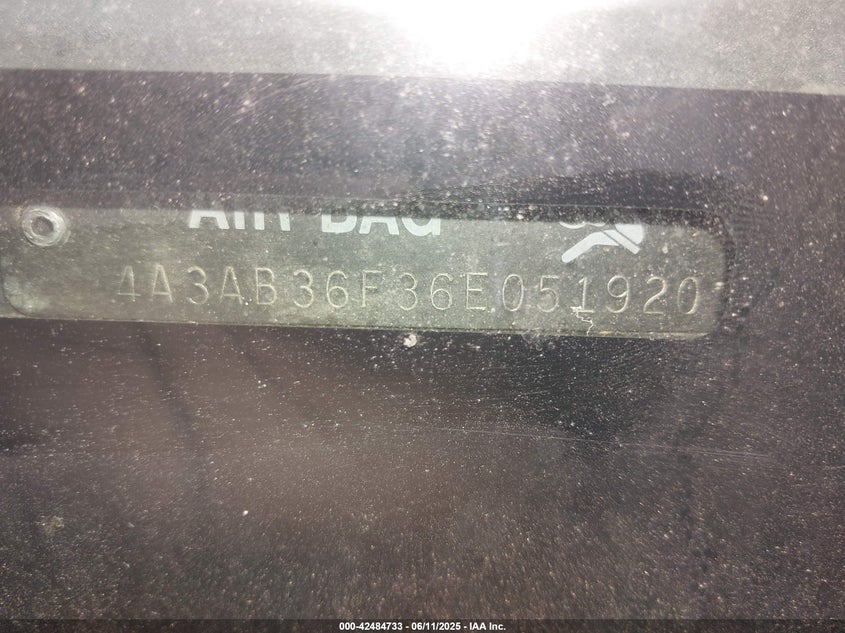 AIR BAG
4A3AB36F36E051920
000-42484733 - 06/11/2025 - IAA Inc.